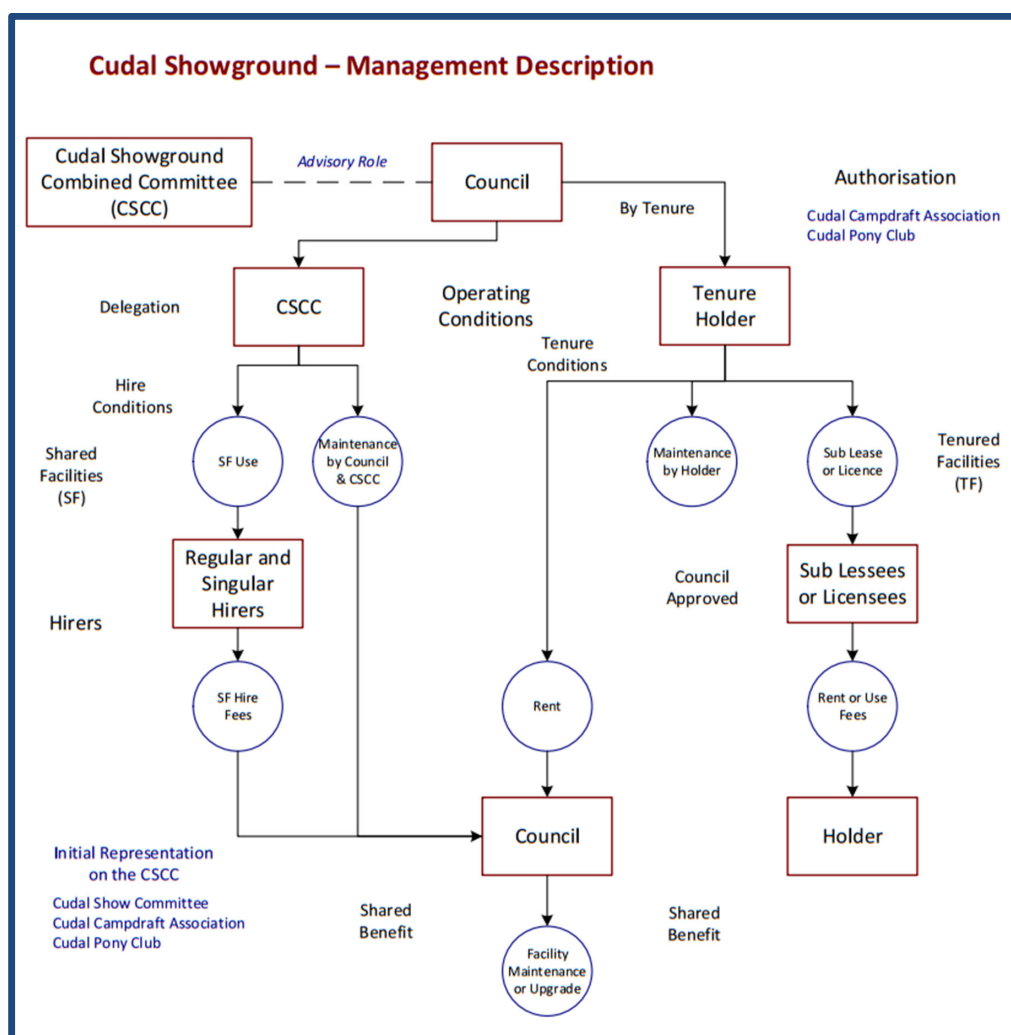 Cudal Showground – Management Description
Cudal Showground
Combined Committee
(CSCC)
Advisory Role
Council
By Tenure
Authorisation
Cudal Campdraft Association
Cudal Pony Club
Delegation
CSCC
Operating
Conditions
Tenure
Holder
Tenure
Conditions
Hire
Conditions
Shared
Facilities
(SF)
SF Use
Maintenance
by Council
& CSCC
Maintenance
by Holder
Sub Lease
or Licence
Tenured
Facilities
(TF)
Regular and
Singular
Hirers
Council
Approved
Sub Lessees
or Licensees
Hirers
SF Hire
Fees
Rent
Rent or Use
Fees
Council
Holder
Initial Representation
on the CSCC
Cudal Show Committee
Cudal Campdraft Association
Cudal Pony Club
Shared
Benefit
Shared
Benefit
Facility
Maintenance
or Upgrade